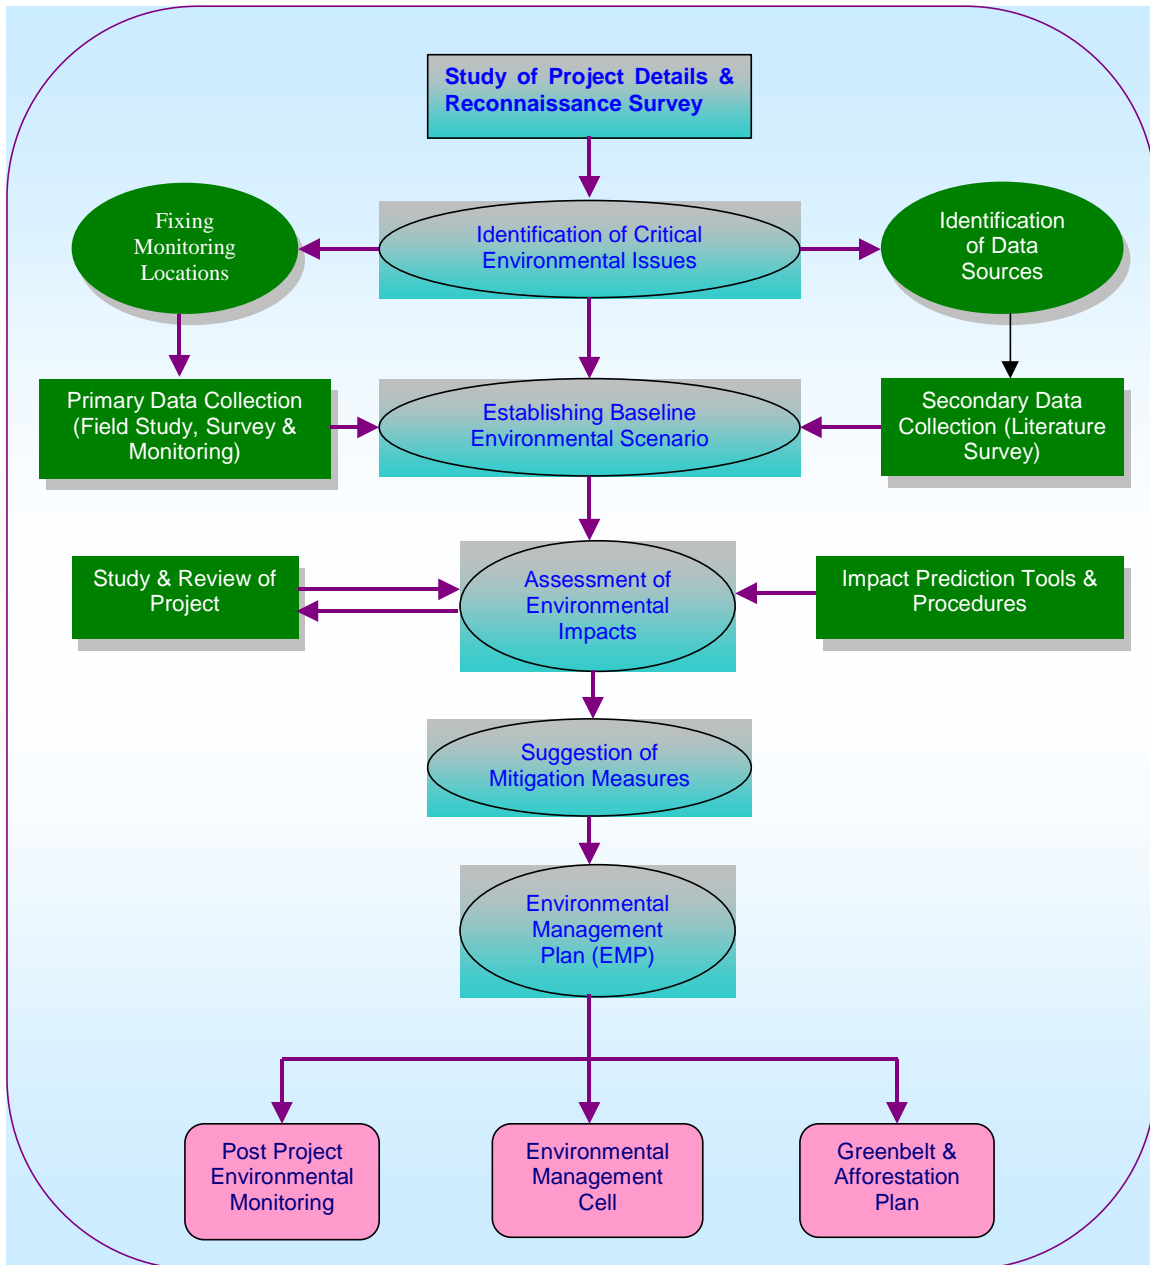 Study of Project Details &
Reconnaissance Survey
Fixing
Monitoring
Locations
Identification of Critical
Environmental Issues
Identification
of Data
Sources
Primary Data Collection
(Field Study, Survey &
Monitoring)
Establishing Baseline
Environmental Scenario
Secondary Data
Collection (Literature
Survey)
Study & Review of
Project
Assessment of
Environmental
Impacts
Impact Prediction Tools &
Procedures
Suggestion of
Mitigation Measures
Environmental
Management
Plan (EMP)
Post Project
Environmental
Monitoring
Environmental
Management
Cell
Greenbelt &
Afforestation
Plan